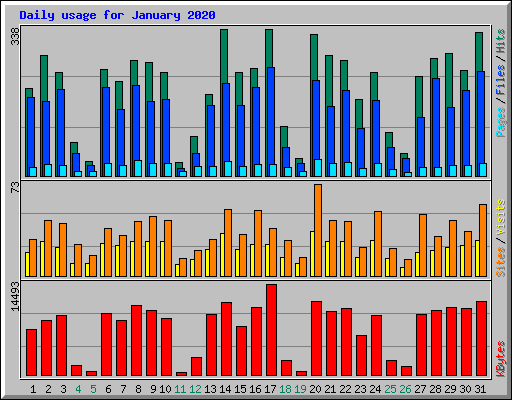 Daily usage for January 2020
338
Pages / Files / Hits
73
Sites / Visits
14493
KBytes
1 2 3 4 5 6 7 8 9 10 11 12 13 14 15 16 17 18 19 20 21 22 23 24 25 26 27 28 29 30 31